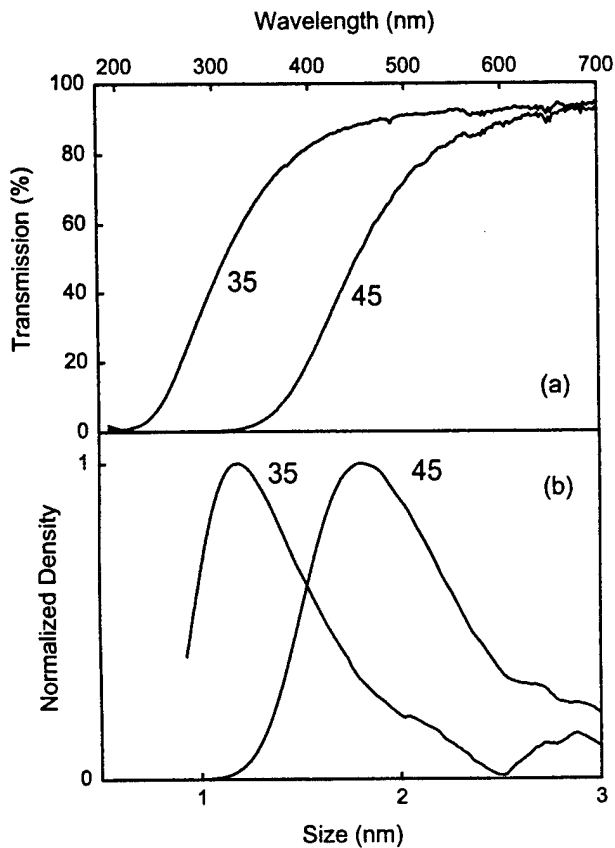 Wavelength (nm)
200 300 400 500 600 700
100
80
60
40
20
0
Transmission (%)
35
45
(a)
1
0
Normalized Density
35
45
(b)
1 2 3
Size (nm)